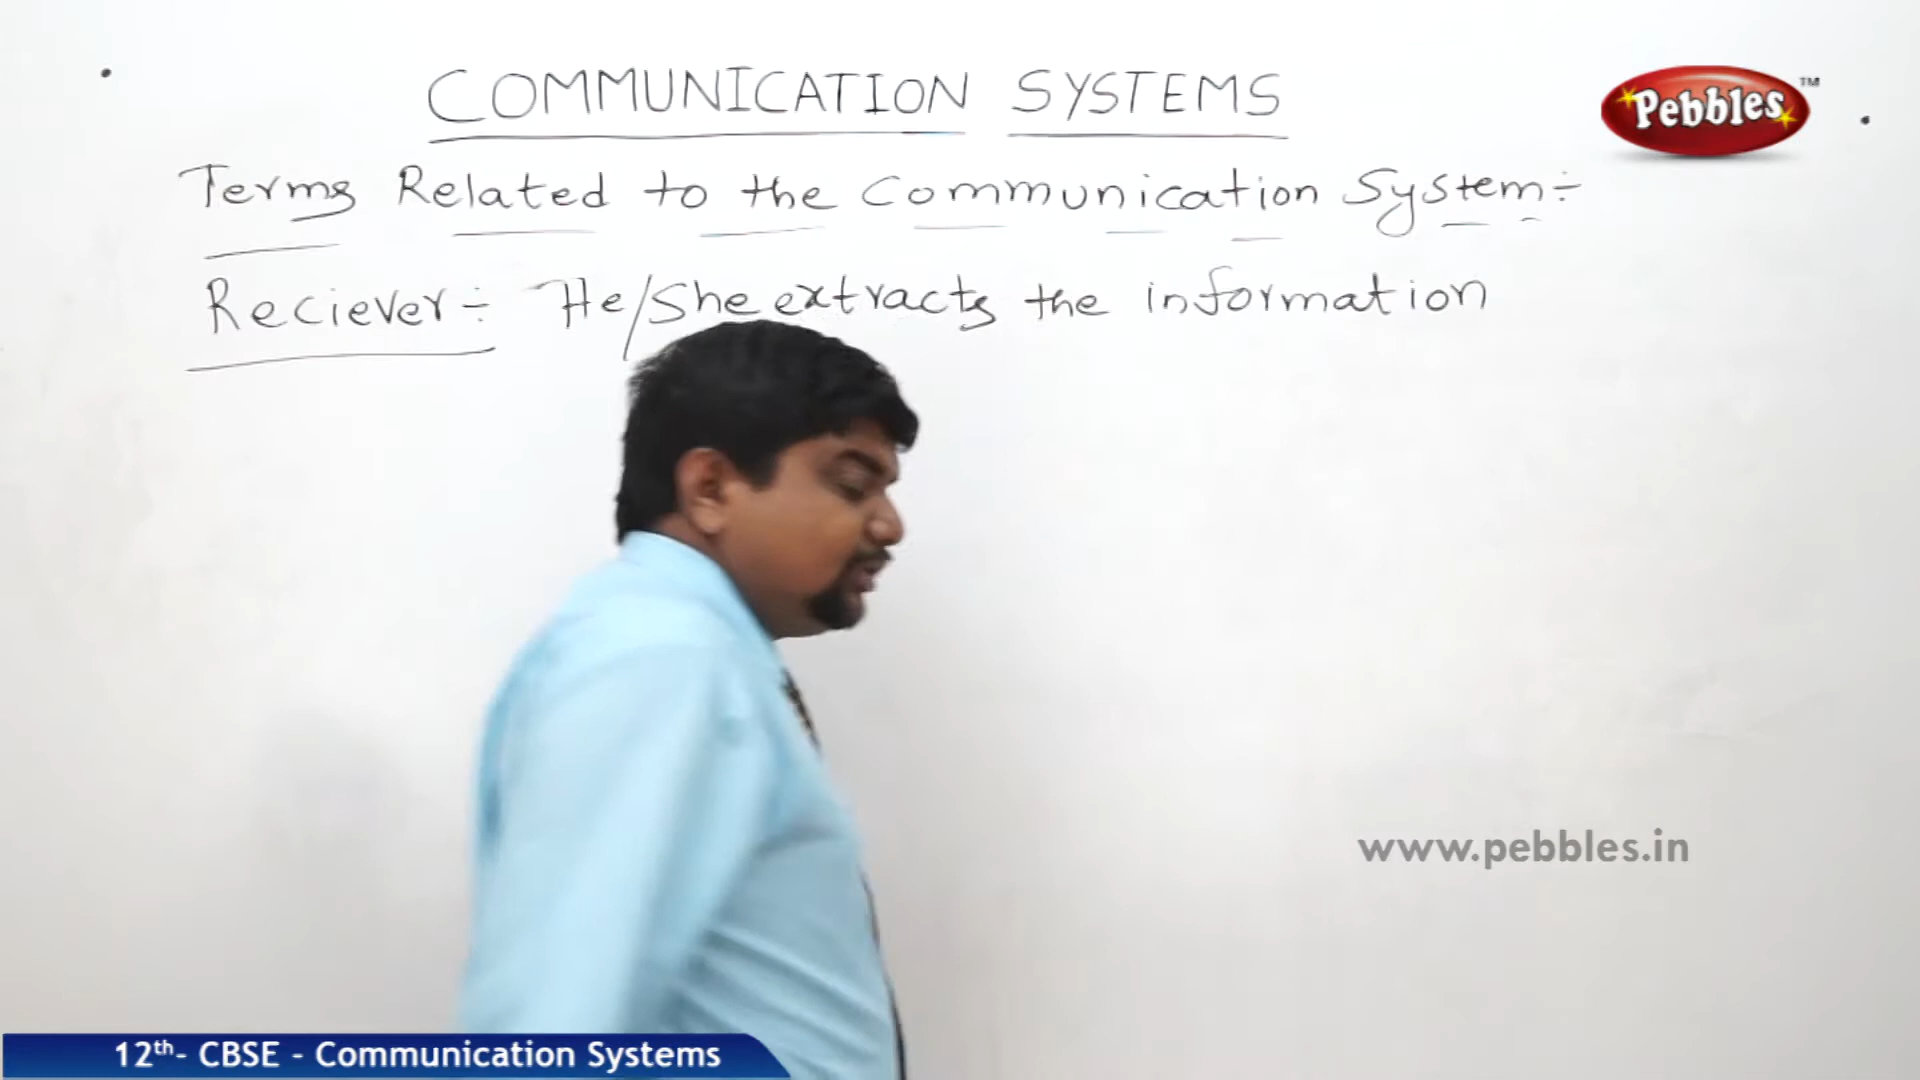 COMMUNICATION SYSTEMS
Pebbles™
Terms Related to the Communication System:-
Reciever:- He/She extracts the information
www.pebbles.in
12th- CBSE - Communication Systems